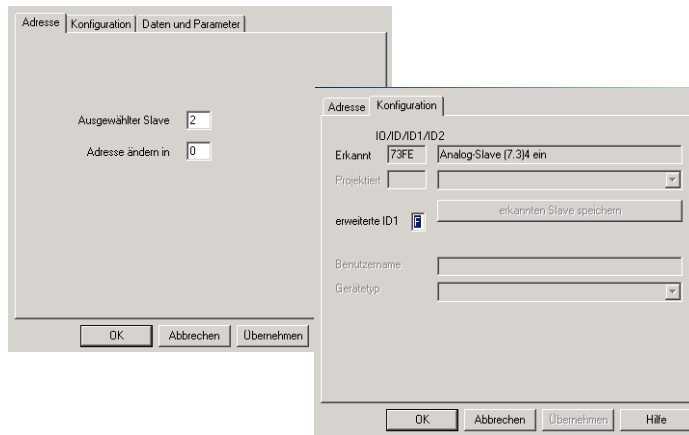 Adresse Konfiguration Daten und Parameter
Ausgewählter Slave 2
Adresse ändern in 0
OK Abbrechen Übernehmen
Adresse Konfiguration
IO/ID/ID1/ID2
Erkannt 73FE Analog-Slave (7.3)4 ein
Projektiert
erkannten Slave speichern
erweiterte ID1 F
Benutzername
Gerätetyp
OK Abbrechen Übernehmen Hilfe